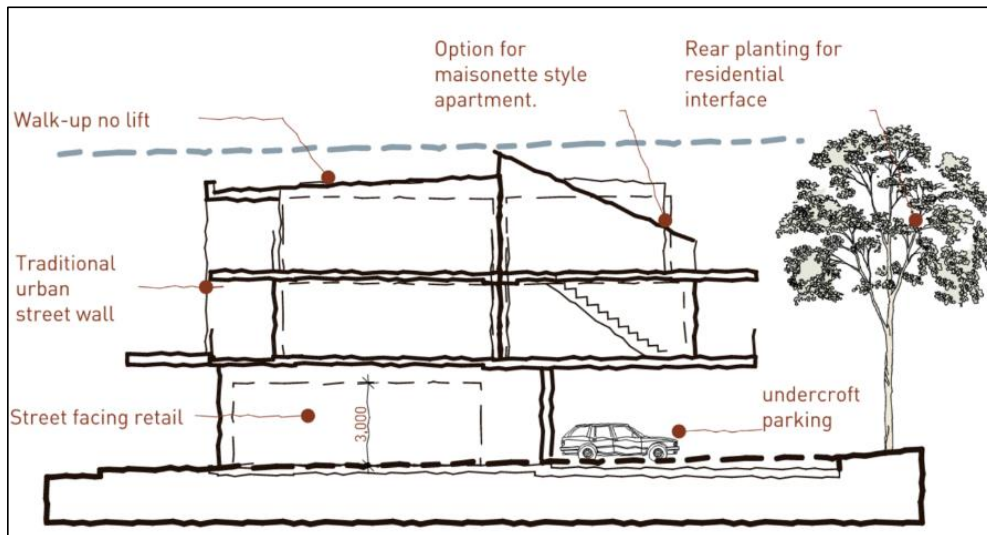 Option for
maisonette style
apartment.
Rear planting for
residential
interface
Walk-up no lift
Traditional
urban
street wall
Street facing retail
3,000
undercroft
parking